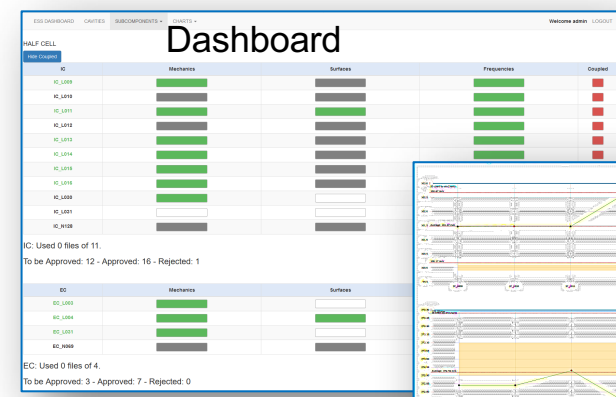 ESS DASHBOARD CAVITIES SUBCOMPONENTS CHARTS Welcome admin LOGOUT
Dashboard
HALF CELL
Hide Coupled
IC Mechanics Surfaces Frequencies Coupled
IC_L009
IC_L010
IC_L011
IC_L012
IC_L013
IC_L014
IC_L015
IC_L016
IC_L030
IC_L031
IC_N128
IC: Used 0 files of 11.
To be Approved: 12 - Approved: 16 - Rejected: 1
EC Mechanics Surfaces
EC_L003
EC_L004
EC_L031
EC_N069
EC: Used 0 files of 4.
To be Approved: 3 - Approved: 7 - Rejected: 0